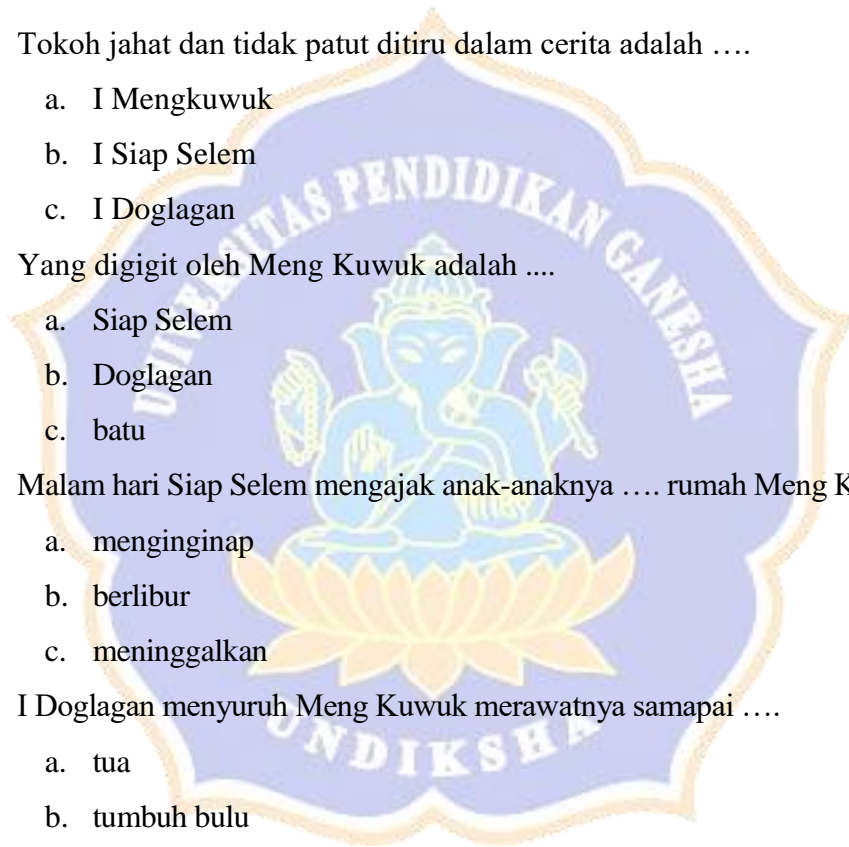 Tokoh jahat dan tidak patut ditiru dalam cerita adalah ….
a. I Mengkuwuk
b. I Siap Selem
c. I Doglagan
Yang digigit oleh Meng Kuwuk adalah ....
a. Siap Selem
b. Doglagan
c. batu
Malam hari Siap Selem mengajak anak-anaknya …. rumah Meng K
a. menginginap
b. berlibur
c. meninggalkan
I Doglagan menyuruh Meng Kuwuk merawatnya samapai ….
a. tua
b. tumbuh bulu
UNIVERSITAS PENDIDIKAN GANESHA
UNDIKSHA